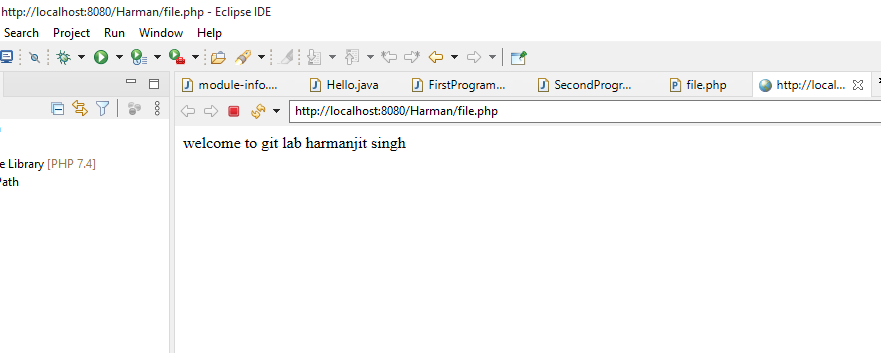 http://localhost:8080/Harman/file.php - Eclipse IDE
Search Project Run Window Help
module-info.... Hello.java FirstProgram... SecondProgr... file.php http://local...
http://localhost:8080/Harman/file.php
welcome to git lab harmanjit singh
e Library [PHP 7.4]
Path